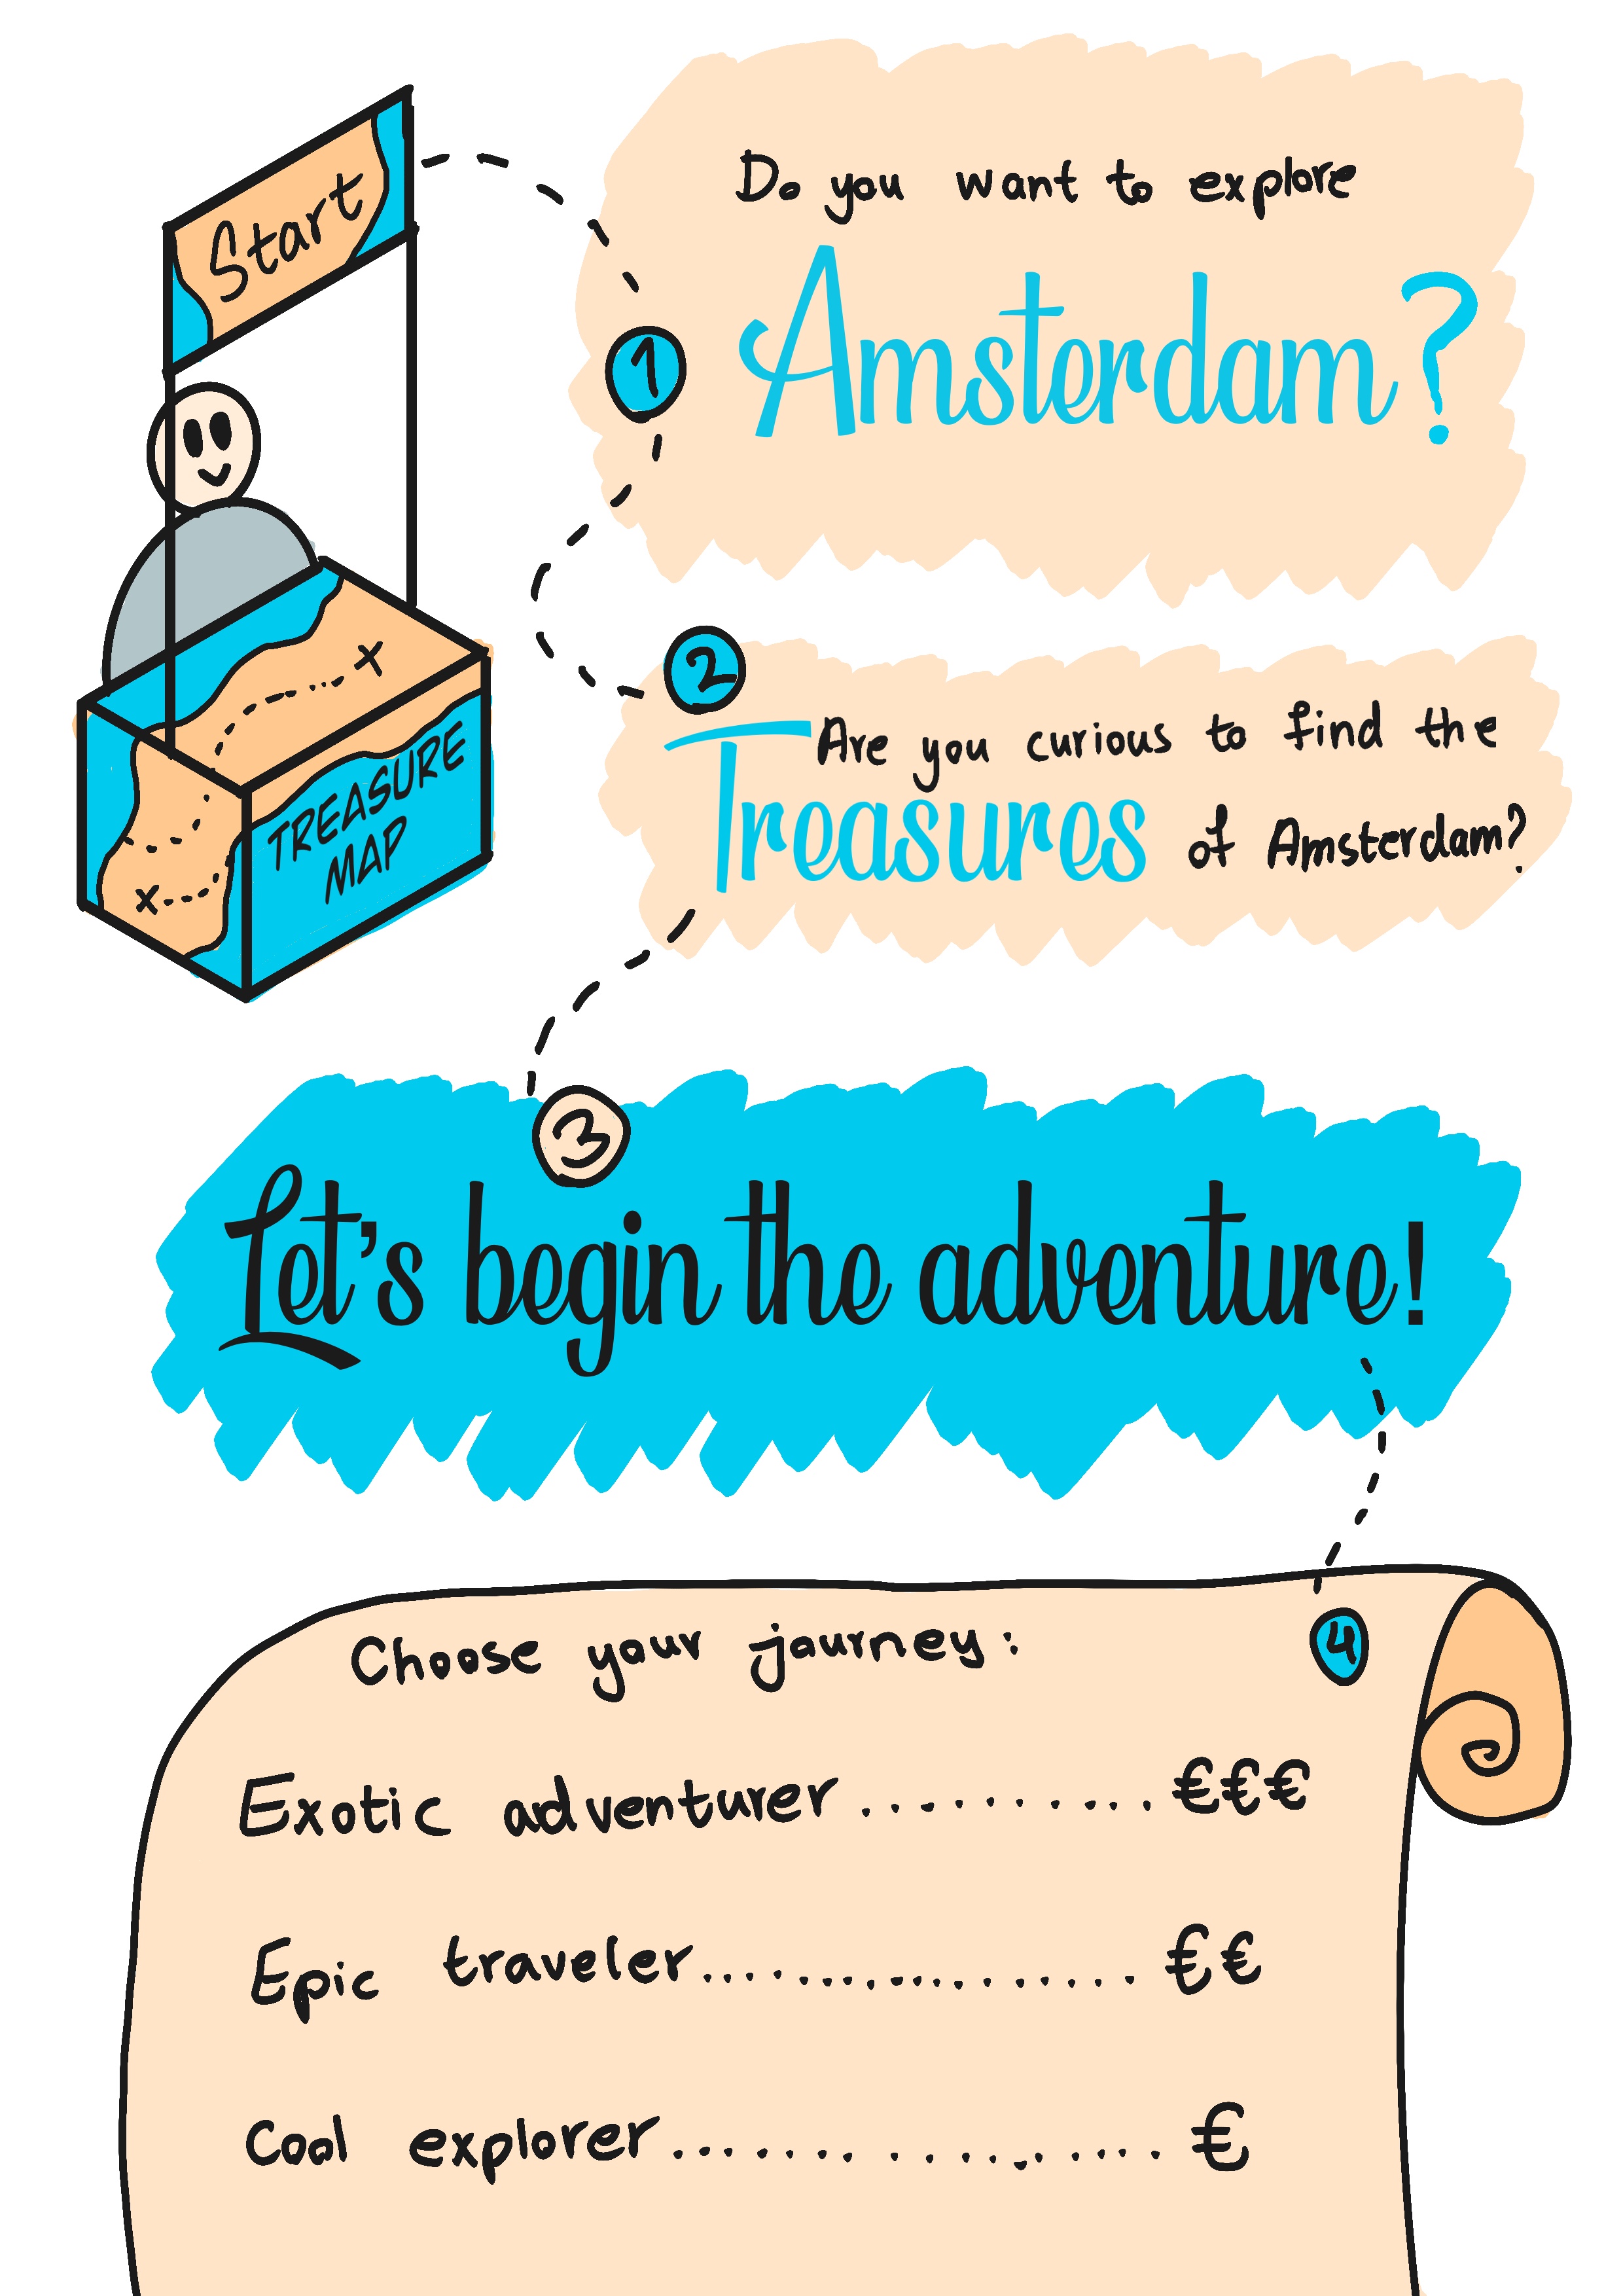 Start
TREASURE
MAP
1
Do you want to explore
Amsterdam?
2
Are you curious to find the
Treasures of Amsterdam?
3
Let's begin the adventure!
4
Choose your journey:
Exotic adventurer .......... €€€
Epic traveler................. €€
Cool explorer................. €